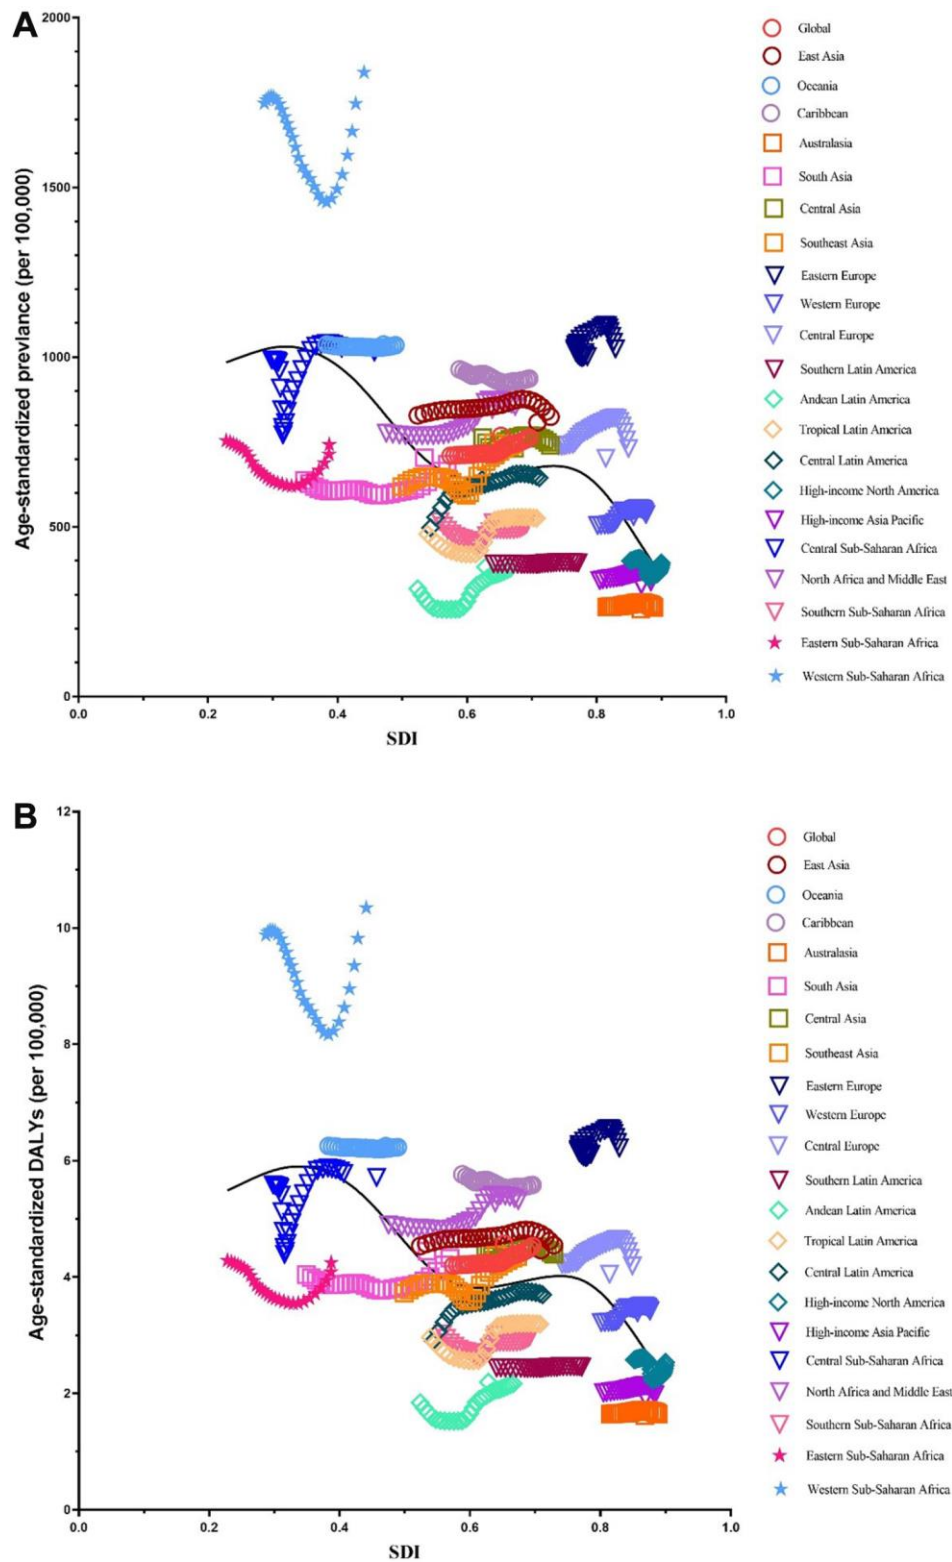 A
Age-standardized prevlance (per 100,000)
2000
1500
1000
500
0
0.0
0.2
0.4
0.6
0.8
1.0
SDI
Global
East Asia
Oceania
Caribbean
Australasia
South Asia
Central Asia
Southeast Asia
Eastern Europe
Western Europe
Central Europe
Southern Latin America
Andean Latin America
Tropical Latin America
Central Latin America
High-income North America
High-income Asia Pacific
Central Sub-Saharan Africa
North Africa and Middle East
Southern Sub-Saharan Africa
Eastern Sub-Saharan Africa
Western Sub-Saharan Africa
B
Age-standardized DALYs (per 100,000)
12
10
8
6
4
2
0
0.0
0.2
0.4
0.6
0.8
1.0
SDI
Global
East Asia
Oceania
Caribbean
Australasia
South Asia
Central Asia
Southeast Asia
Eastern Europe
Western Europe
Central Europe
Southern Latin America
Andean Latin America
Tropical Latin America
Central Latin America
High-income North America
High-income Asia Pacific
Central Sub-Saharan Africa
North Africa and Middle East
Southern Sub-Saharan Africa
Eastern Sub-Saharan Africa
Western Sub-Saharan Africa